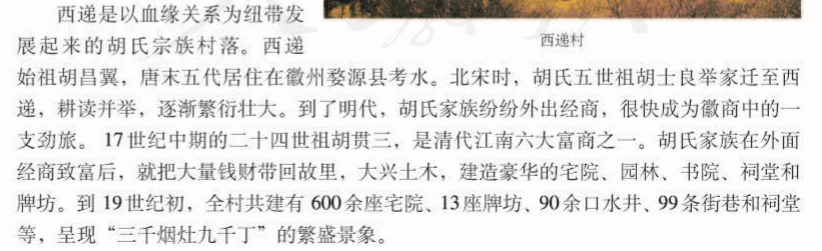 西递是以血缘关系为纽带发
展起来的胡氏宗族村落。西递
西递村
始祖胡昌翼，唐末五代居住在徽州婺源县考水。北宋时，胡氏五世祖胡士良举家迁至西
递，耕读并举，逐渐繁衍壮大。到了明代，胡氏家族纷纷外出经商，很快成为徽商中的一
支劲旅。 17世纪中期的二十四世祖胡贯三，是清代江南六大富商之一。胡氏家族在外面
经商致富后，就把大量钱财带回故里，大兴土木，建造豪华的宅院、园林、书院、祠堂和
牌坊。到 19世纪初，全村共建有 600余座宅院、13座牌坊、90余口水井、99条街巷和祠堂
等，呈现“三千烟灶九千丁”的繁盛景象。